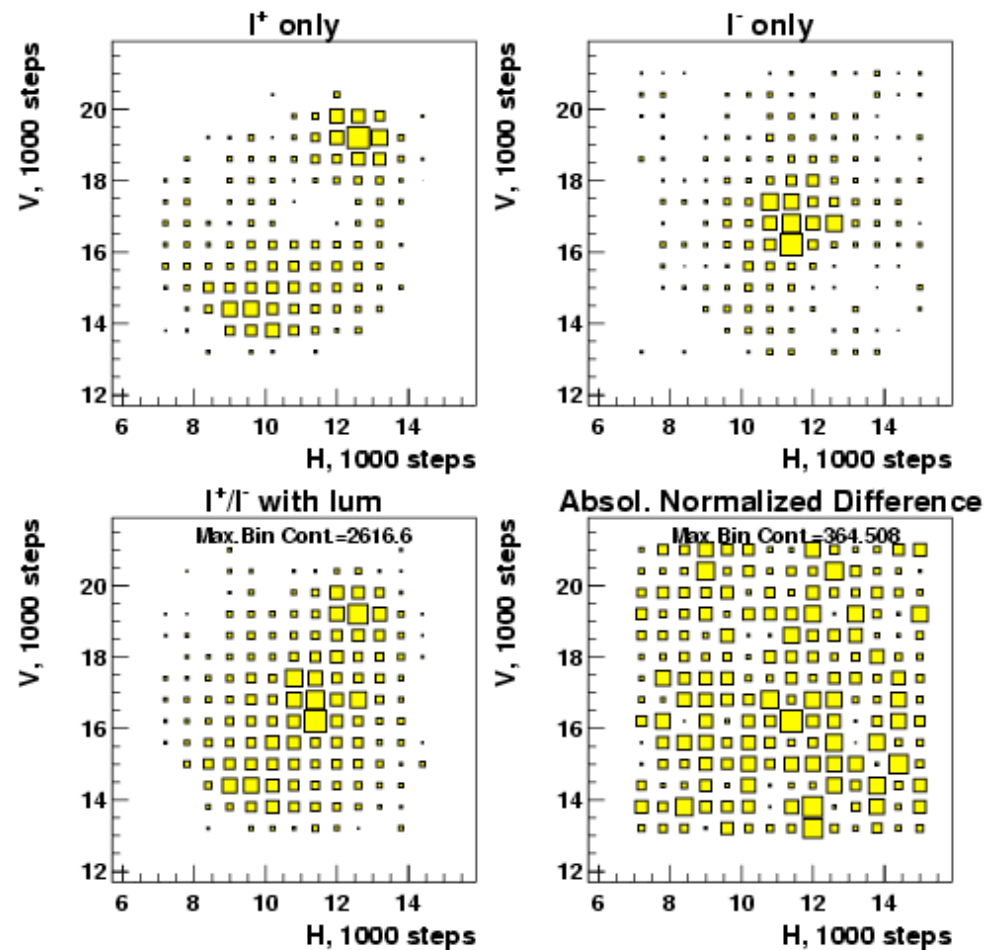 I⁺ only
V, 1000 steps
20
18
16
14
12
6 8 10 12 14
H, 1000 steps
I⁻ only
V, 1000 steps
20
18
16
14
12
6 8 10 12 14
H, 1000 steps
I⁺/I⁻ with lum
Max.Bin Cont.=2616.6
V, 1000 steps
20
18
16
14
12
6 8 10 12 14
H, 1000 steps
Absol. Normalized Difference
Max.Bin Cont.=364.508
V, 1000 steps
20
18
16
14
12
6 8 10 12 14
H, 1000 steps